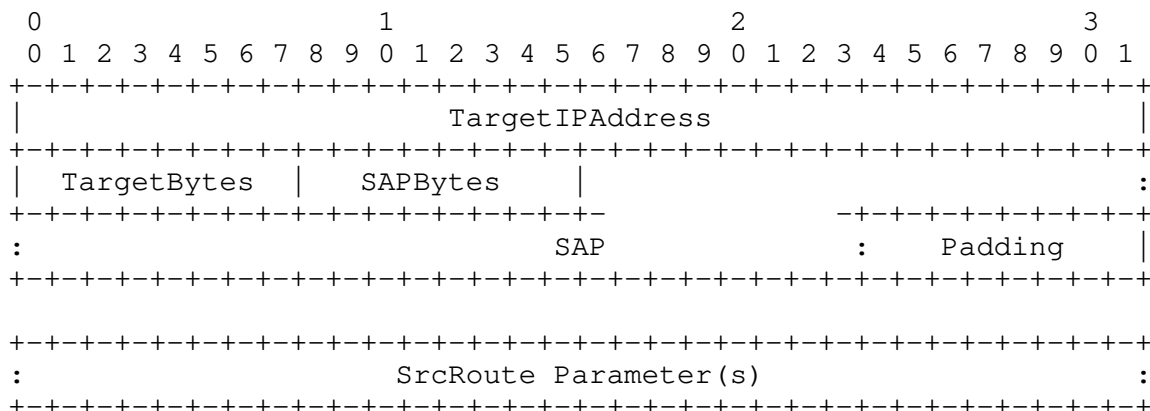 0                   1                   2                   3
 0 1 2 3 4 5 6 7 8 9 0 1 2 3 4 5 6 7 8 9 0 1 2 3 4 5 6 7 8 9 0 1
+-+-+-+-+-+-+-+-+-+-+-+-+-+-+-+-+-+-+-+-+-+-+-+-+-+-+-+-+-+-+-+-+
|                        TargetIPAddress                        |
+-+-+-+-+-+-+-+-+-+-+-+-+-+-+-+-+-+-+-+-+-+-+-+-+-+-+-+-+-+-+-+-+
|  TargetBytes  |   SAPBytes    |                               :
+-+-+-+-+-+-+-+-+-+-+-+-+-+-+-+-+-             -+-+-+-+-+-+-+-+-+
:                              SAP              :    Padding    |
+-+-+-+-+-+-+-+-+-+-+-+-+-+-+-+-+-+-+-+-+-+-+-+-+-+-+-+-+-+-+-+-+

+-+-+-+-+-+-+-+-+-+-+-+-+-+-+-+-+-+-+-+-+-+-+-+-+-+-+-+-+-+-+-+-+
:                     SrcRoute Parameter(s)                     :
+-+-+-+-+-+-+-+-+-+-+-+-+-+-+-+-+-+-+-+-+-+-+-+-+-+-+-+-+-+-+-+-+